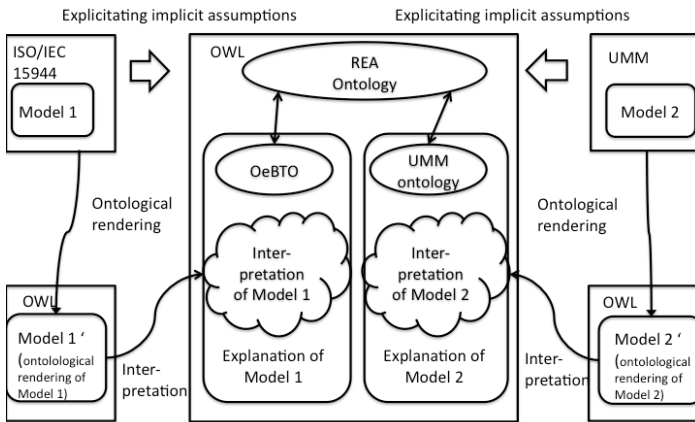 Explicitating implicit assumptions
Explicitating implicit assumptions
ISO/IEC
15944
Model 1
OWL
REA
Ontology
UMM
Model 2
OeBTO
UMM
ontology
Ontological
rendering
Ontological
rendering
Inter-
pretation
of Model 1
Inter-
pretation
of Model 2
OWL
Model 1 ‘
(ontolological
rendering of
Model 1)
Inter-
pretation
Explanation of
Model 1
Explanation of
Model 2
Inter-
pretation
OWL
Model 2 ‘
(ontolological
rendering of
Model 2)